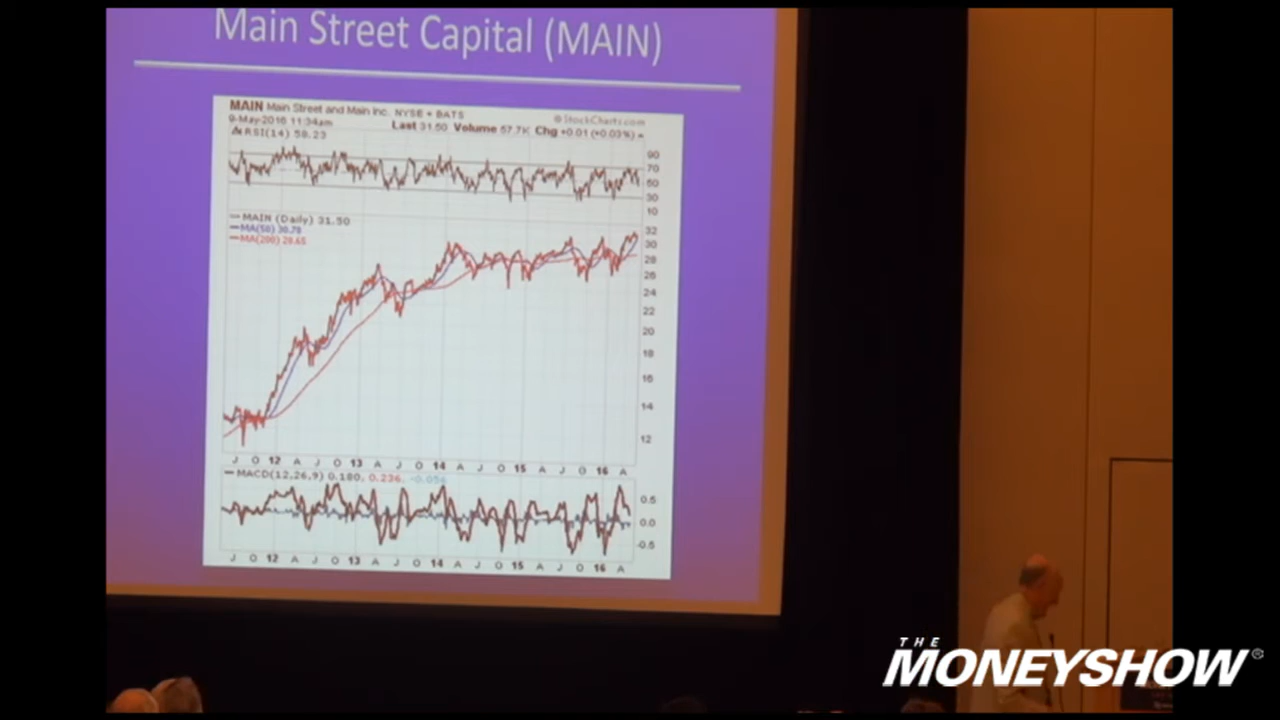 Main Street Capital (MAIN)
MAIN Main Street and Main Inc. NYSE + BATS
© StockCharts.com
9-May-2016 11:34am
Last 31.50 Volume 57.7K Chg +0.01 (+0.03%)
RSI(14) 58.23
90
70
50
30
10
MAIN (Daily) 31.50
MA(50) 30.78
MA(200) 28.65
32
30
28
26
24
22
20
18
16
14
12
J O 12 A J O 13 A J O 14 A J O 15 A J O 16 A
MACD(12,26,9) 0.180, 0.236, -0.056
0.5
0.0
-0.5
J O 12 A J O 13 A J O 14 A J O 15 A J O 16 A
THE
MONEYSHOW®